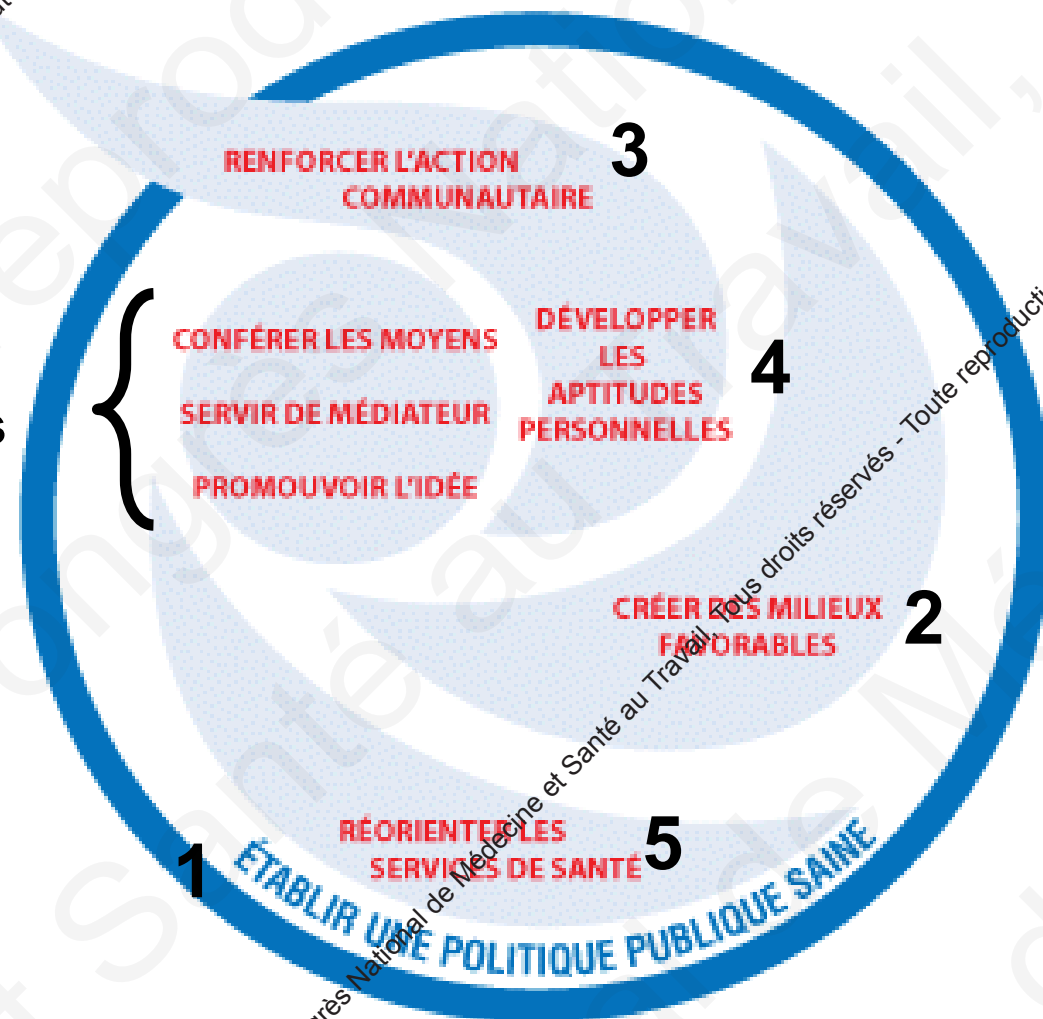 RENFORCER L'ACTION
COMMUNAUTAIRE
3
CONFÉRER LES MOYENS
SERVIR DE MÉDIATEUR
PROMOUVOIR L'IDÉE
DÉVELOPPER
LES
APTITUDES
PERSONNELLES
4
CRÉER DES MILIEUX
FAVORABLES
2
RÉORIENTER LES
SERVICES DE SANTÉ
5
1
ÉTABLIR UNE POLITIQUE PUBLIQUE SAINE
National de Médecine et Santé au Travail, Tous droits réservés - Toute